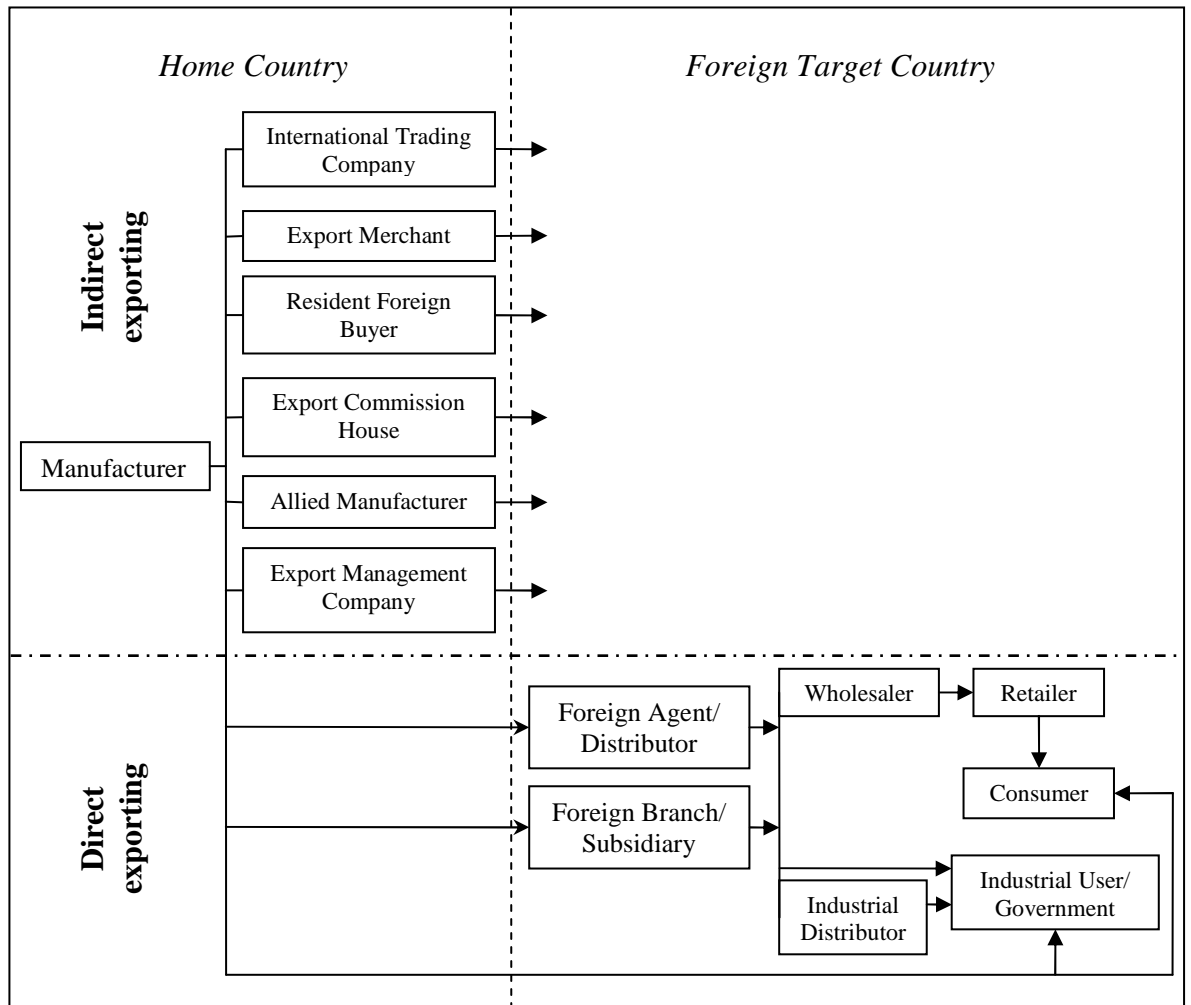 Home Country
Foreign Target Country
Indirect
exporting
International Trading
Company
Export Merchant
Resident Foreign
Buyer
Export Commission
House
Manufacturer
Allied Manufacturer
Export Management
Company
Direct
exporting
Foreign Agent/
Distributor
Wholesaler
Retailer
Consumer
Foreign Branch/
Subsidiary
Industrial User/
Government
Industrial
Distributor